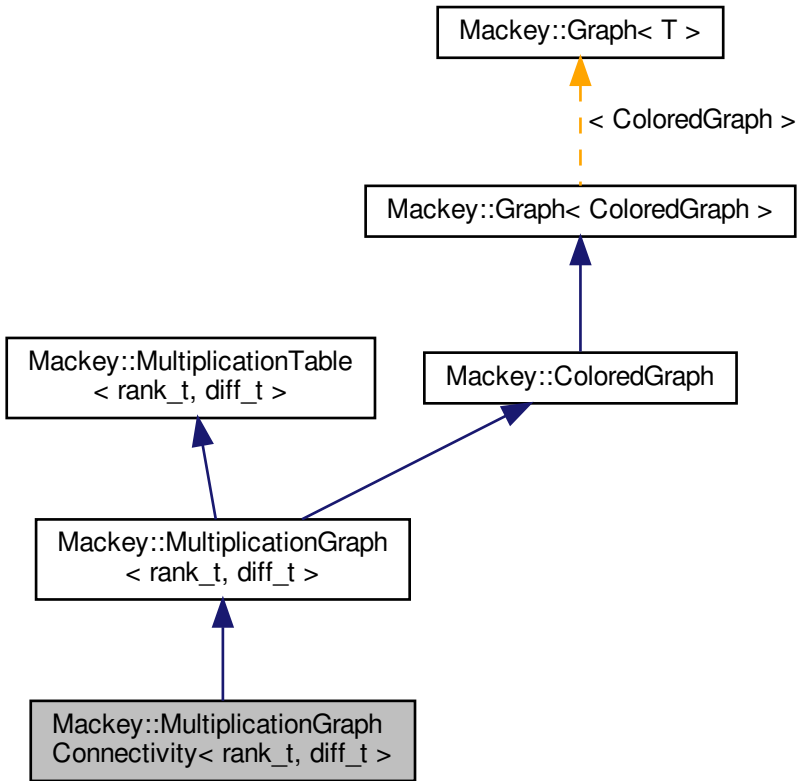 Mackey::Graph< T >
< ColoredGraph >
Mackey::Graph< ColoredGraph >
Mackey::MultiplicationTable
< rank_t, diff_t >
Mackey::ColoredGraph
Mackey::MultiplicationGraph
< rank_t, diff_t >
Mackey::MultiplicationGraph
Connectivity< rank_t, diff_t >